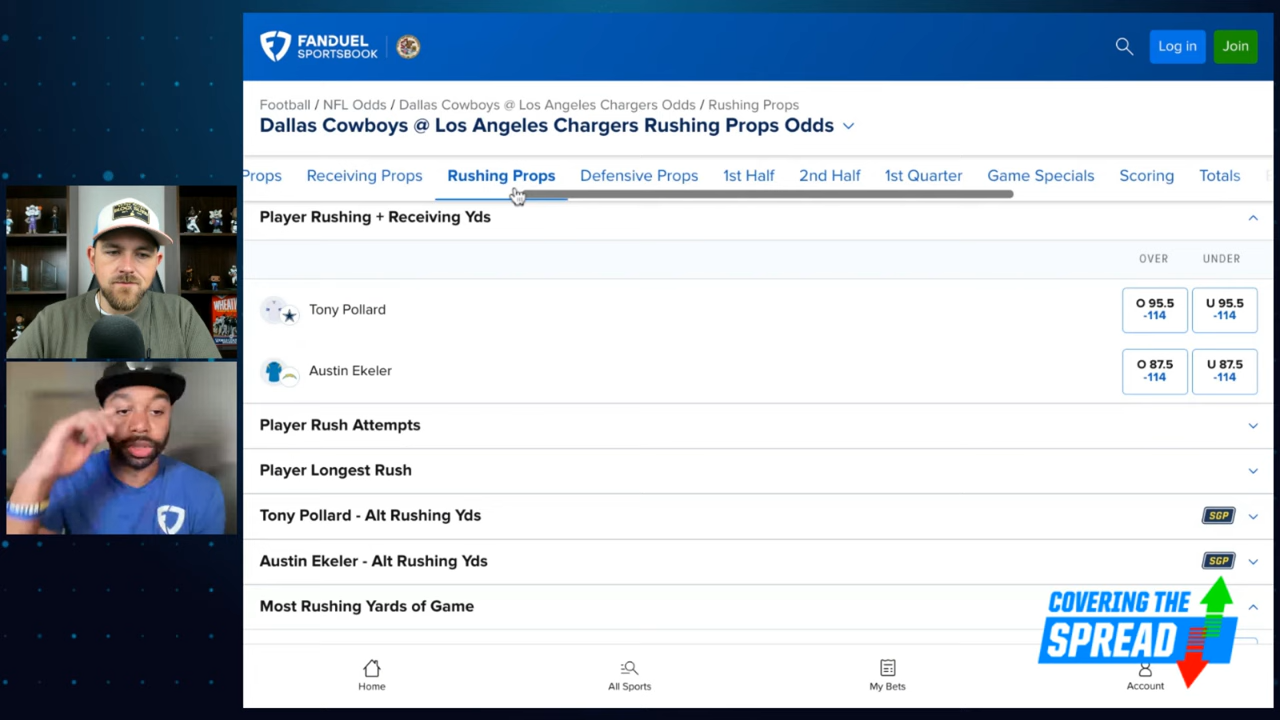 FANDUEL
SPORTSBOOK
Log in
Join
Football / NFL Odds / Dallas Cowboys @ Los Angeles Chargers Odds / Rushing Props
Dallas Cowboys @ Los Angeles Chargers Rushing Props Odds
Props
Receiving Props
Rushing Props
Defensive Props
1st Half
2nd Half
1st Quarter
Game Specials
Scoring
Totals
Player Rushing + Receiving Yds
OVER
UNDER
Tony Pollard
O 95.5
-114
U 95.5
-114
Austin Ekeler
O 87.5
-114
U 87.5
-114
Player Rush Attempts
Player Longest Rush
Tony Pollard - Alt Rushing Yds
SGP
Austin Ekeler - Alt Rushing Yds
SGP
Most Rushing Yards of Game
COVERING THE
SPREAD
Home
All Sports
My Bets
Account
WHEATIES